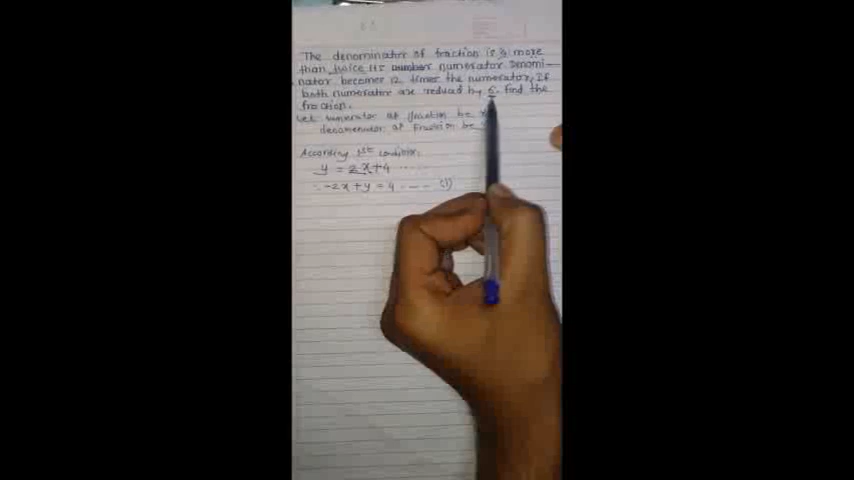 The denominator of fraction is more
than twice its numerator Denomi-
nator becomes 12 times the numerator, If
both numerator are reduced by 6. Find the
fraction.
Let numerator of fraction be x
denominator of fraction be
According Ist condition.
y = 2x+4 ......
∴ -2x+y = 4 ...... (1)